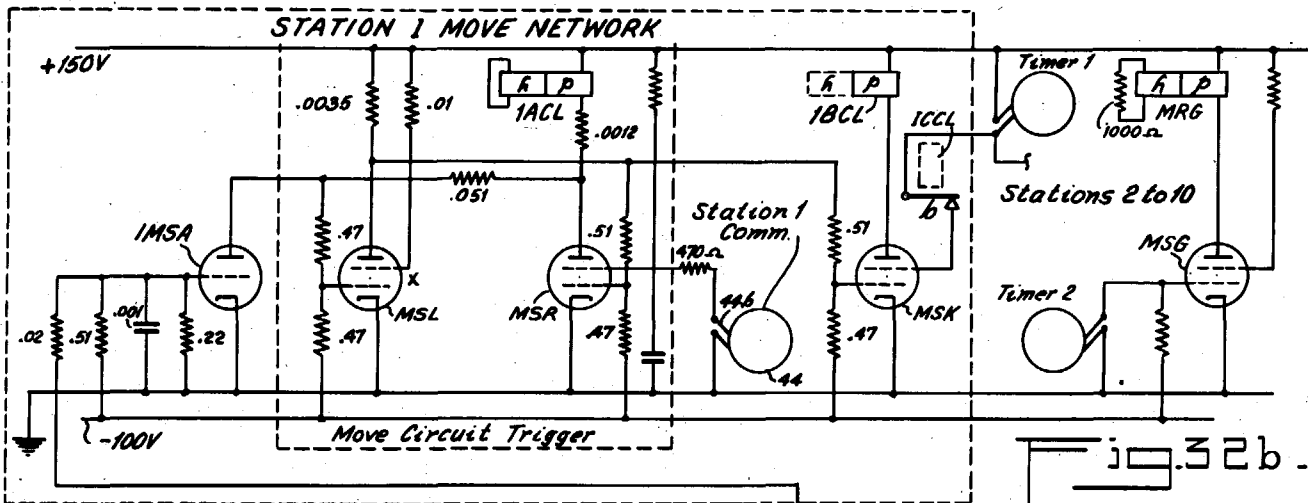 STATION 1 MOVE NETWORK
+150V
.0035
.01
h p
1ACL
.0012
h p
1BCL
1CCL
b
Timer 1
h p
MRG
1000Ω
Stations 2 to 10
.051
1MSA
.47
x
MSL
.51
MSR
Station 1
Comm.
470Ω
44b
44
.51
MSK
MSG
Timer 2
.02
.51
.001
.22
.47
.47
.47
-100V
Move Circuit Trigger
Fig.32b.